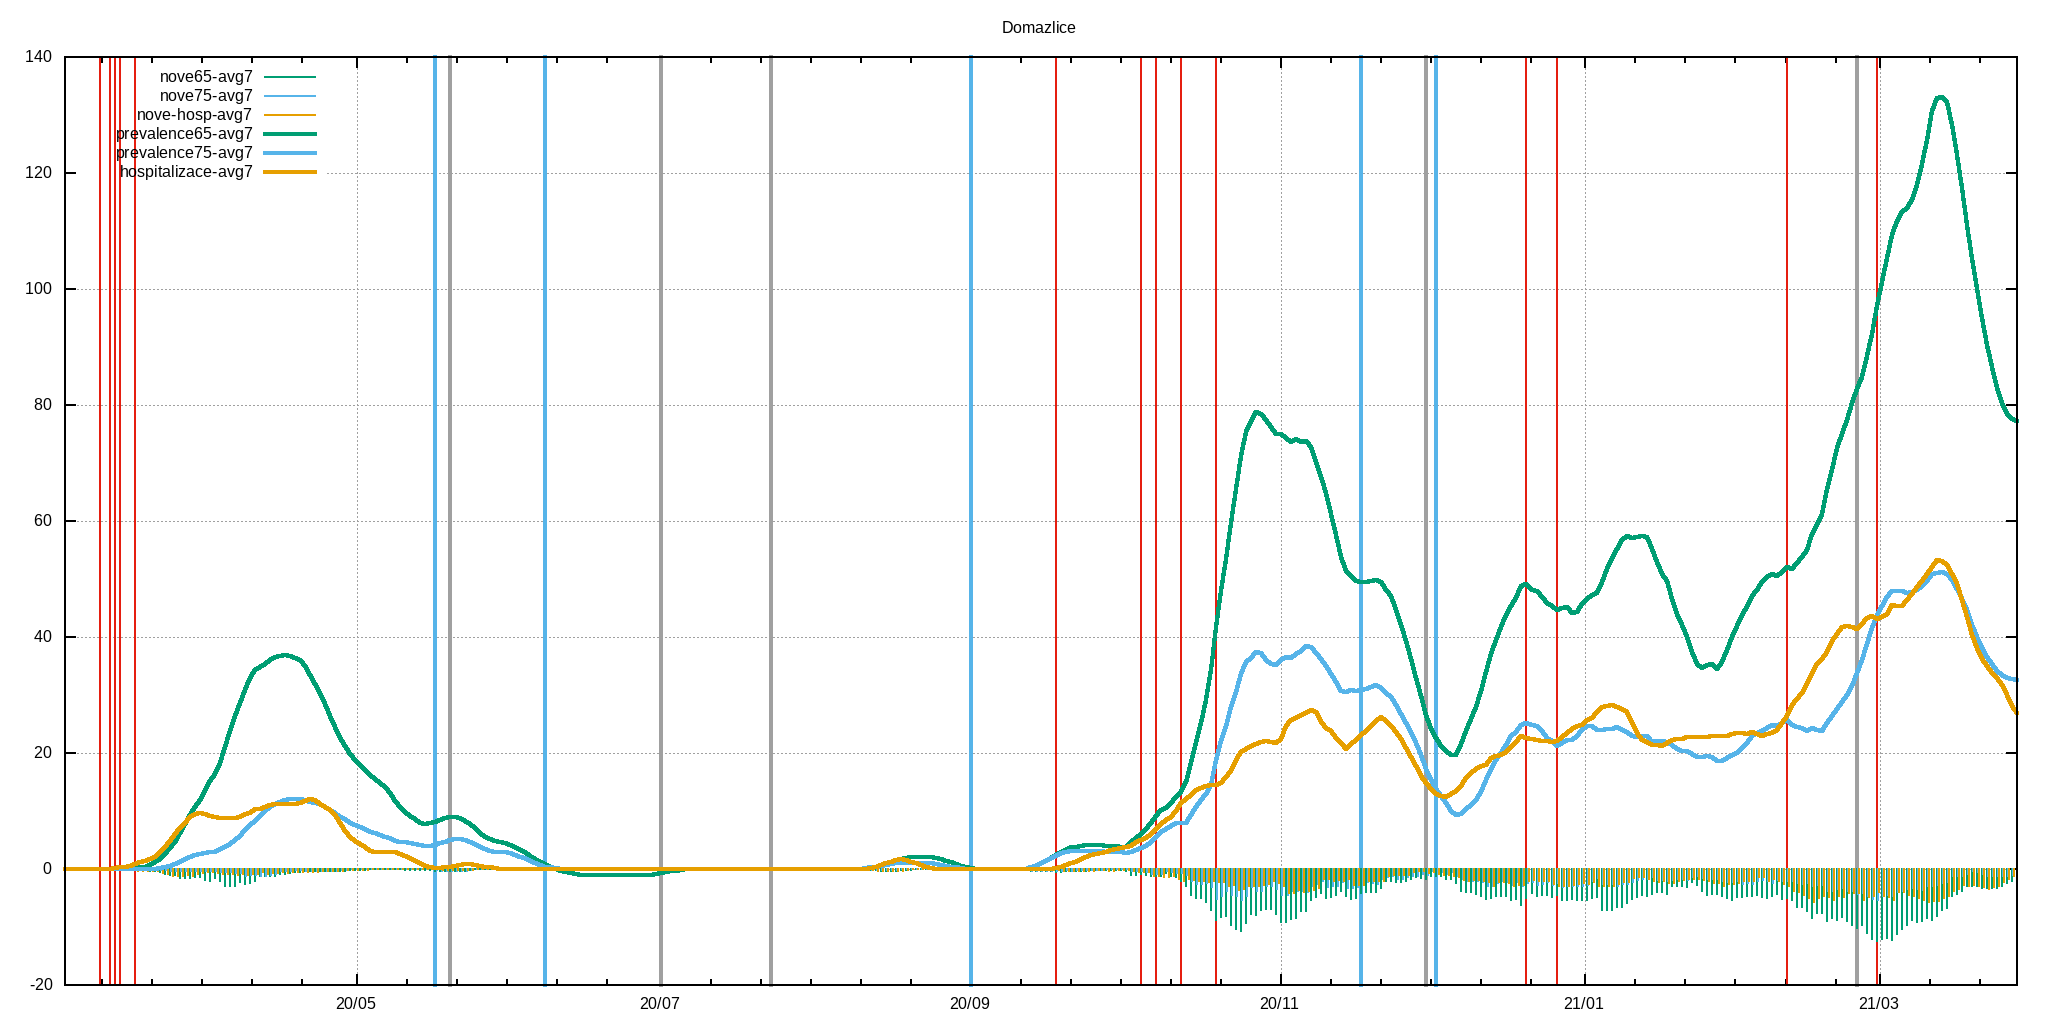 Domazlice
140
120
100
80
60
40
20
0
-20
nove65-avg7
nove75-avg7
nove-hosp-avg7
prevalence65-avg7
prevalence75-avg7
hospitalizace-avg7
20/05
20/07
20/09
20/11
21/01
21/03